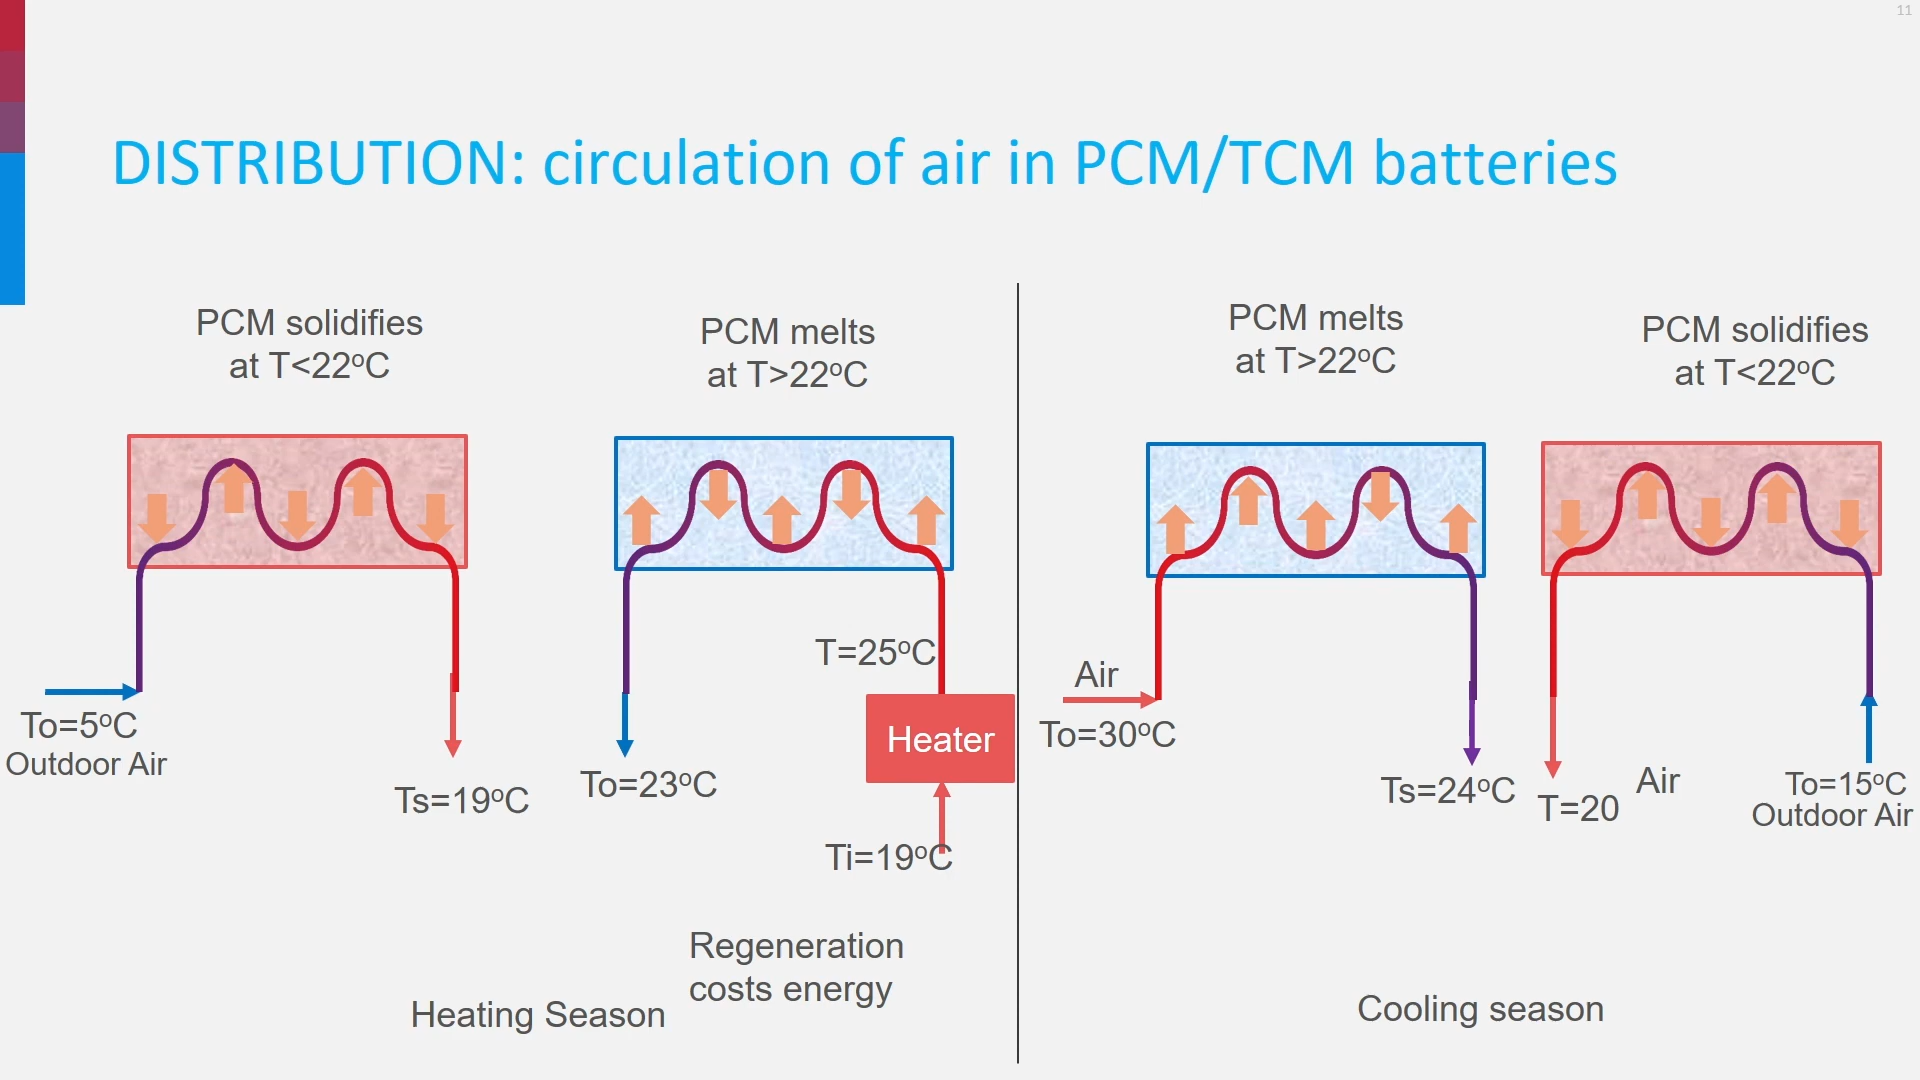 11
DISTRIBUTION: circulation of air in PCM/TCM batteries
PCM solidifies
at T<22ºC
PCM melts
at T>22ºC
PCM melts
at T>22ºC
PCM solidifies
at T<22ºC
To=5ºC
Outdoor Air
Ts=19ºC
To=23ºC
T=25ºC
Heater
Ti=19ºC
Regeneration
costs energy
Heating Season
Air
To=30ºC
Ts=24ºC
T=20
Air
To=15ºC
Outdoor Air
Cooling season